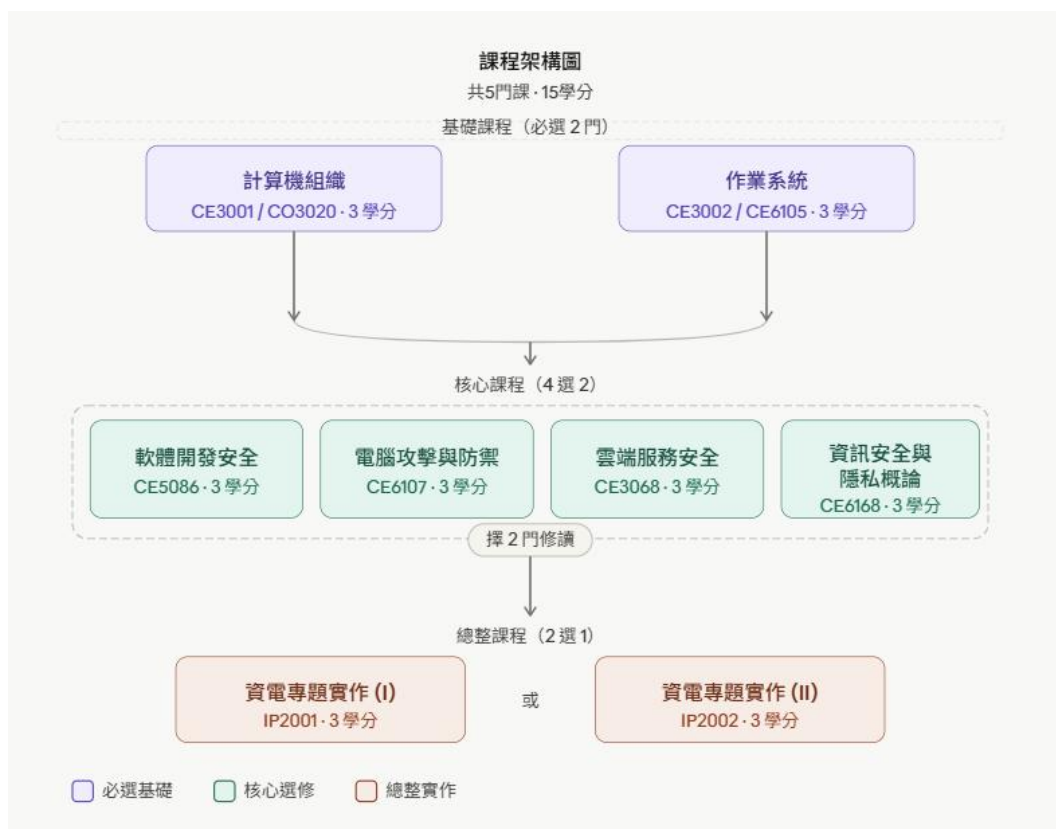 課程架構圖
共5門課·15學分
基礎課程（必選 2 門）
計算機組織
CE3001 / CO3020 · 3 學分
作業系統
CE3002 / CE6105 · 3 學分
核心課程（4 選 2）
軟體開發安全
CE5086 · 3 學分
電腦攻擊與防禦
CE6107 · 3 學分
雲端服務安全
CE3068 · 3 學分
資訊安全與
隱私概論
CE6168 · 3 學分
擇 2 門修讀
總整課程（2 選 1）
資電專題實作 (I)
IP2001 · 3 學分
或
資電專題實作 (II)
IP2002 · 3 學分
必選基礎
核心選修
總整實作